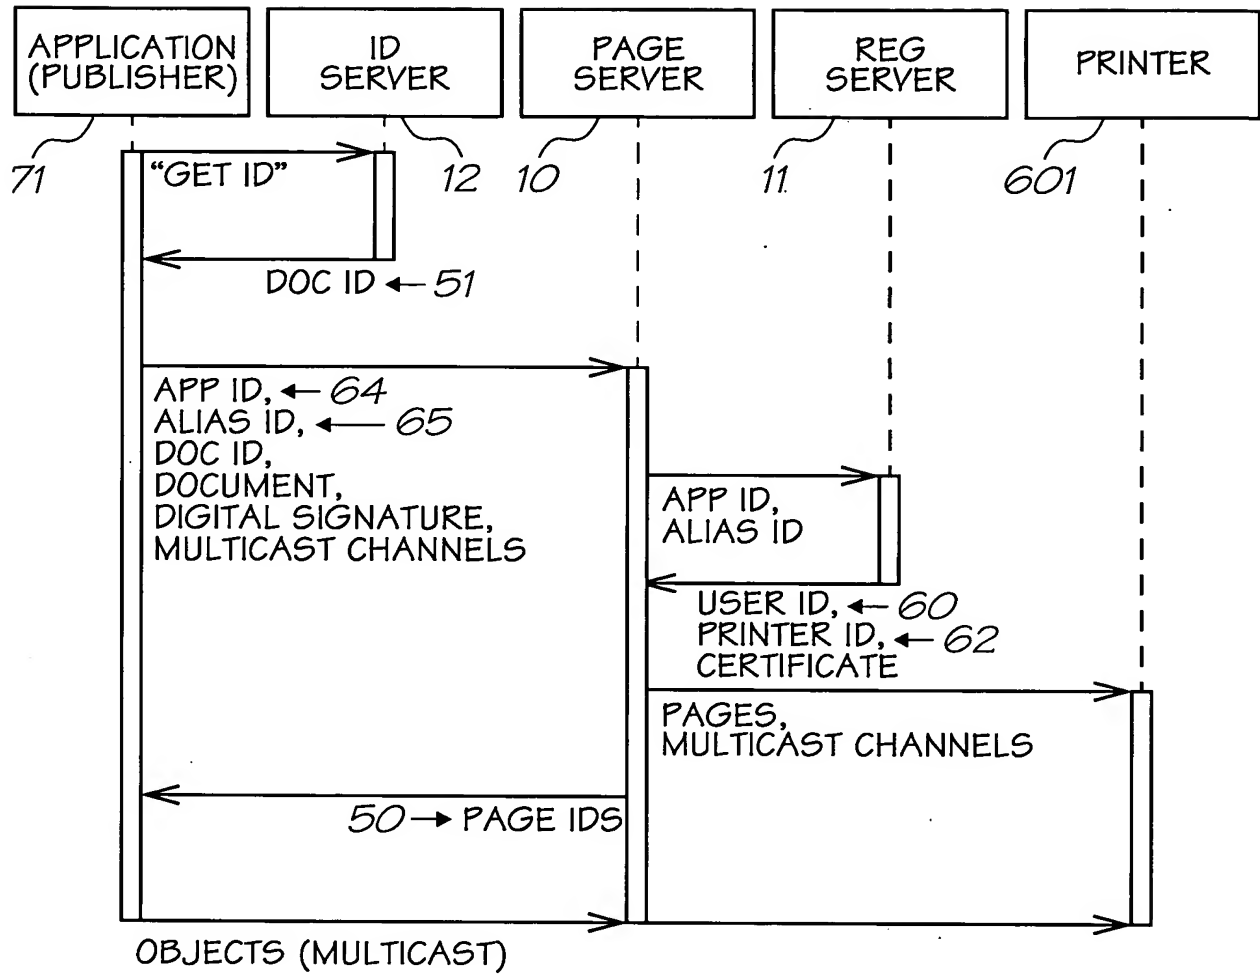 APPLICATION
(PUBLISHER)
ID
SERVER
PAGE
SERVER
REG
SERVER
PRINTER
71
12
10
11
601
“GET ID”
DOC ID 51
APP ID, 64
ALIAS ID, 65
DOC ID,
DOCUMENT,
DIGITAL SIGNATURE,
MULTICAST CHANNELS
APP ID,
ALIAS ID
USER ID, 60
PRINTER ID, 62
CERTIFICATE
PAGES,
MULTICAST CHANNELS
50 PAGE IDS
OBJECTS (MULTICAST)